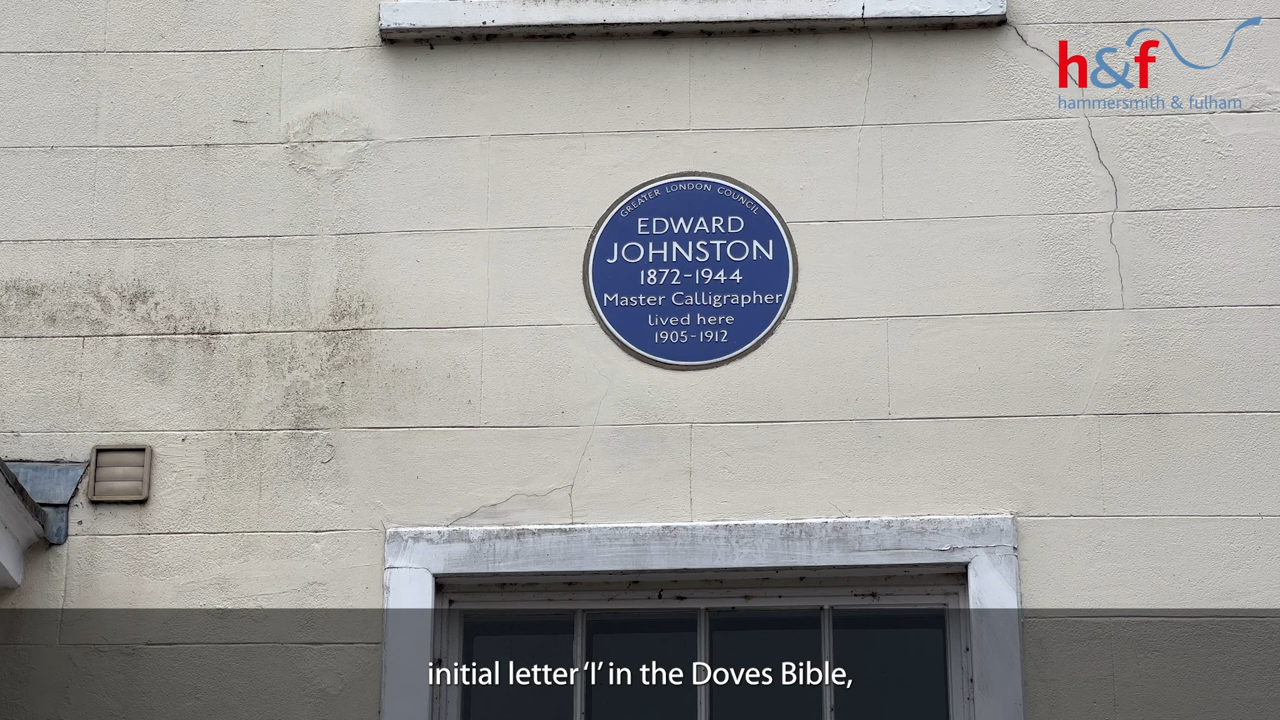 h&f
hammersmith & fulham
GREATER LONDON COUNCIL
EDWARD
JOHNSTON
1872-1944
Master Calligrapher
lived here
1905-1912
initial letter ‘I’ in the Doves Bible,